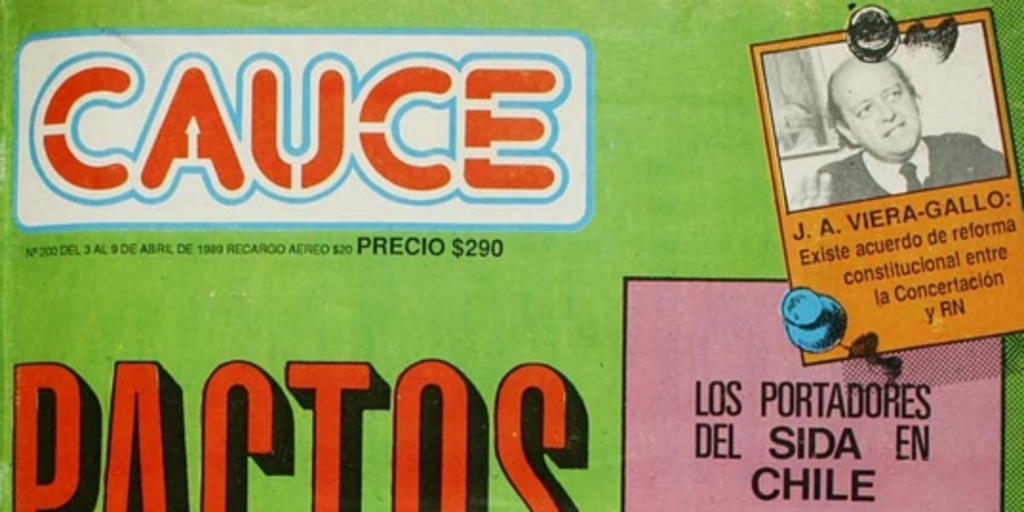 CAUCE
Nº 200 DEL 3 AL 9 DE ABRIL DE 1989 RECARGO AEREO $20 PRECIO $290
J. A. VIERA-GALLO:
Existe acuerdo de reforma
constitucional entre
la Concertación
y RN
PACTOS
LOS PORTADORES
DEL SIDA EN
CHILE